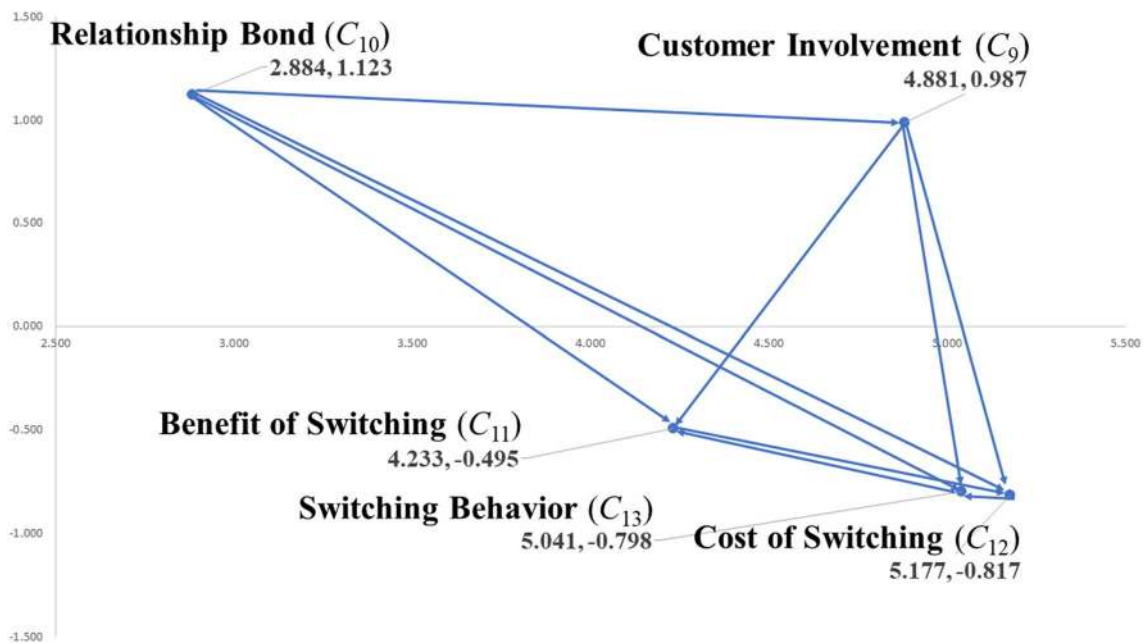 1.500
Relationship Bond (C10)
2.884, 1.123
Customer Involvement (C9)
4.881, 0.987
1.000
0.500
0.000
2.500 3.000 3.500 4.000 4.500 5.000 5.500
-0.500
Benefit of Switching (C11)
4.233, -0.495
Switching Behavior (C13)
5.041, -0.798
Cost of Switching (C12)
5.177, -0.817
-1.000
-1.500